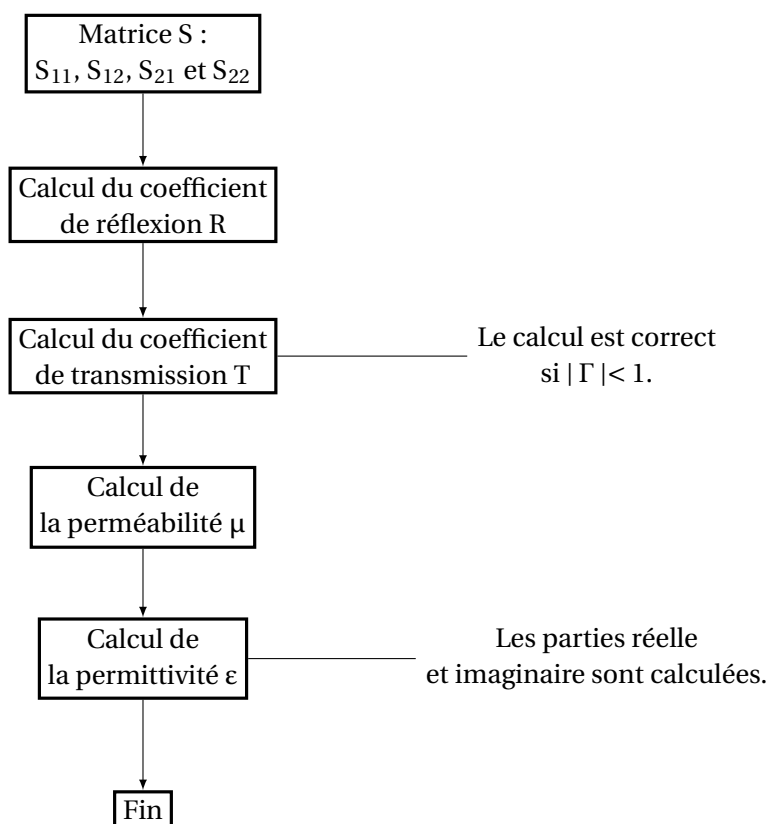 Matrice S :
S₁₁, S₁₂, S₂₁ et S₂₂
Calcul du coefficient
de réflexion R
Calcul du coefficient
de transmission T
Le calcul est correct
si | Γ |< 1.
Calcul de
la perméabilité μ
Calcul de
la permittivité ε
Les parties réelle
et imaginaire sont calculées.
Fin